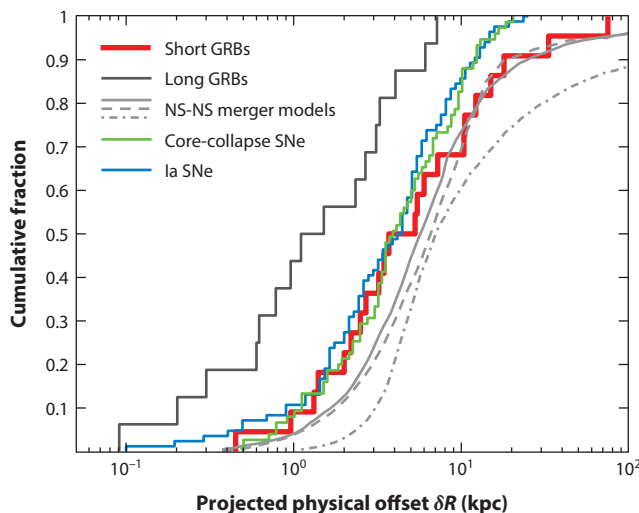 1
0.9
0.8
0.7
0.6
0.5
0.4
0.3
0.2
0.1
Cumulative fraction
Short GRBs
Long GRBs
NS-NS merger models
Core-collapse SNe
Ia SNe
10⁻¹ 10⁰ 10¹ 10²
Projected physical offset δR (kpc)